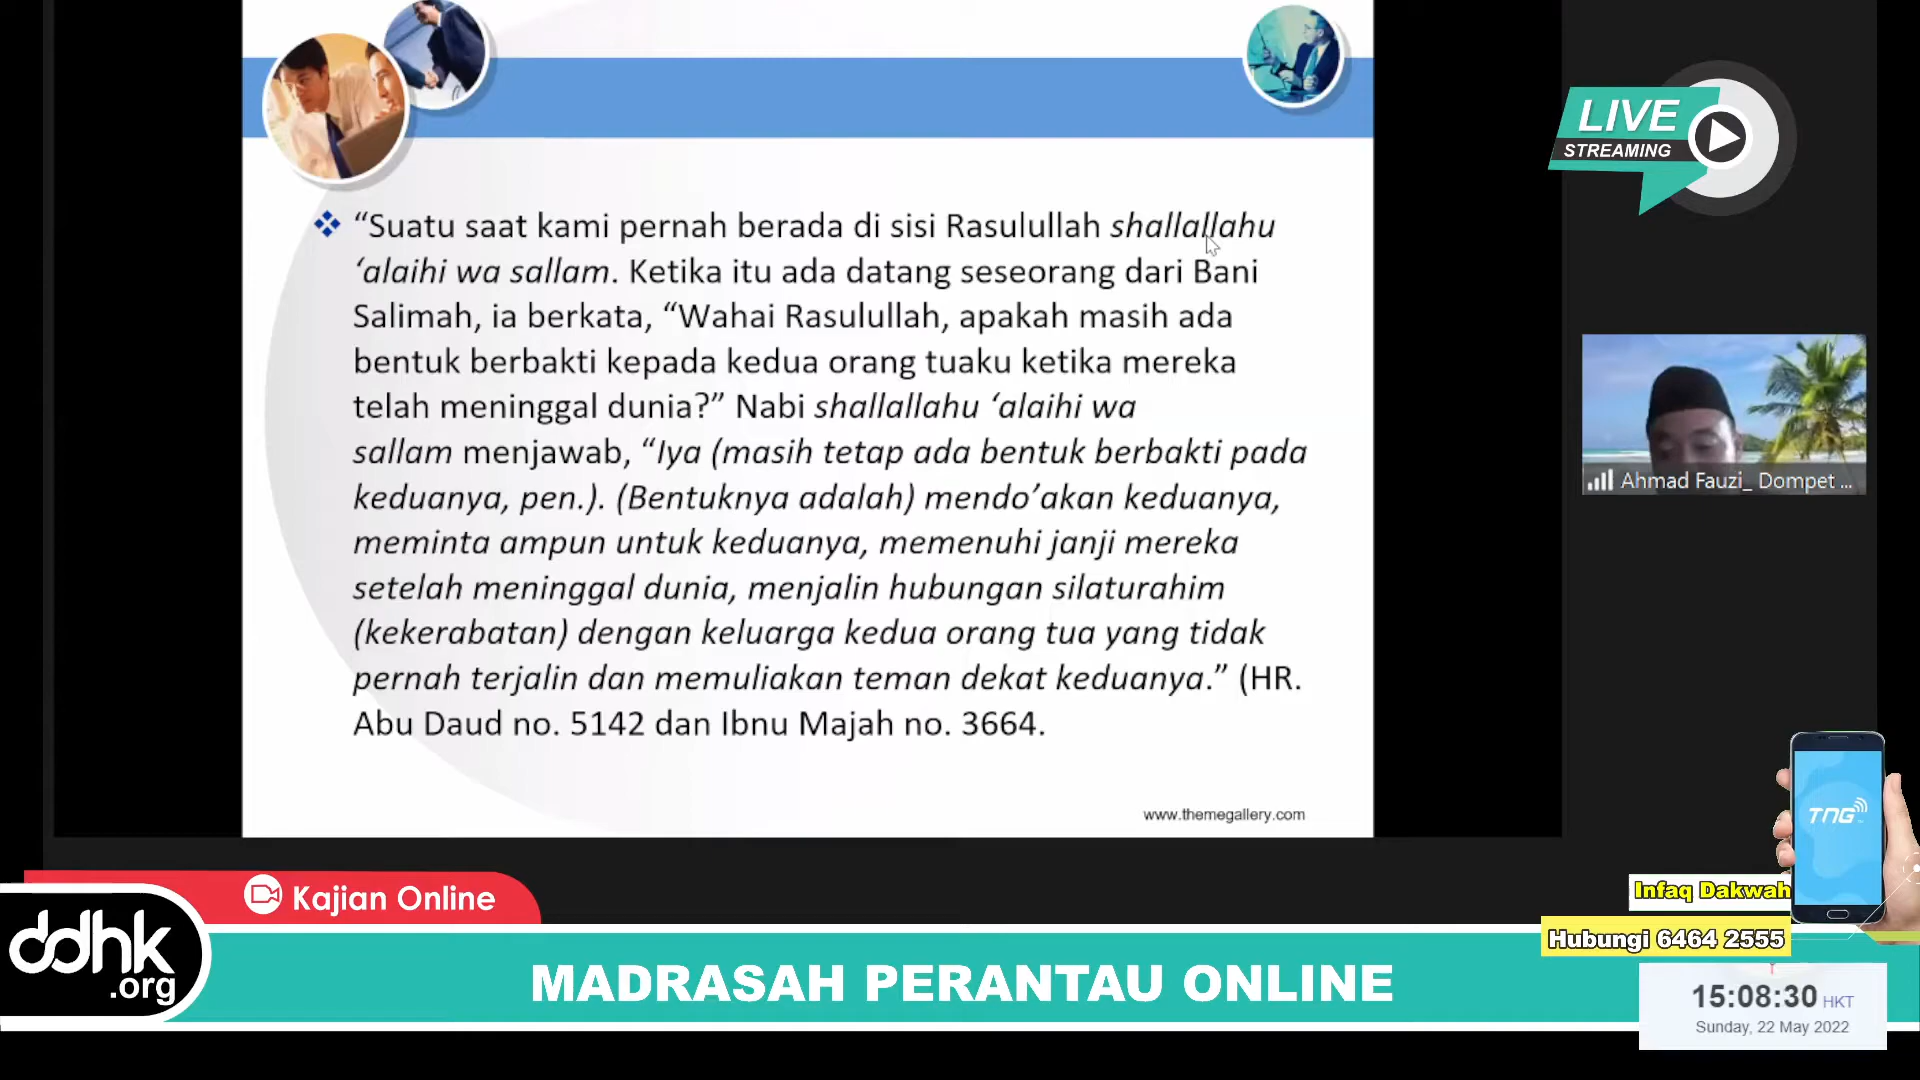 LIVE
STREAMING
“Suatu saat kami pernah berada di sisi Rasulullah shallallahu
‘alaihi wa sallam. Ketika itu ada datang seseorang dari Bani
Salimah, ia berkata, “Wahai Rasulullah, apakah masih ada
bentuk berbakti kepada kedua orang tuaku ketika mereka
telah meninggal dunia?” Nabi shallallahu ‘alaihi wa
sallam menjawab, “Iya (masih tetap ada bentuk berbakti pada
keduanya, pen.). (Bentuknya adalah) mendo’akan keduanya,
meminta ampun untuk keduanya, memenuhi janji mereka
setelah meninggal dunia, menjalin hubungan silaturahim
(kekerabatan) dengan keluarga kedua orang tua yang tidak
pernah terjalin dan memuliakan teman dekat keduanya.” (HR.
Abu Daud no. 5142 dan Ibnu Majah no. 3664.
www.themegallery.com
Ahmad Fauzi_ Dompet ...
TNG
Kajian Online
Infaq Dakwah
Hubungi 6464 2555
ddhk
.org
MADRASAH PERANTAU ONLINE
15:08:30 HKT
Sunday, 22 May 2022